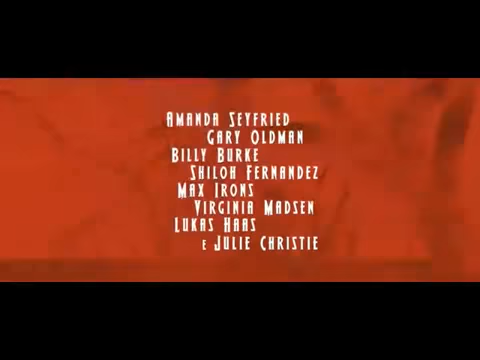 Amanda Seyfried
Gary Oldman
Billy Burke
Shiloh Fernandez
Max Irons
Virginia Madsen
Lukas Haas
e Julie Christie